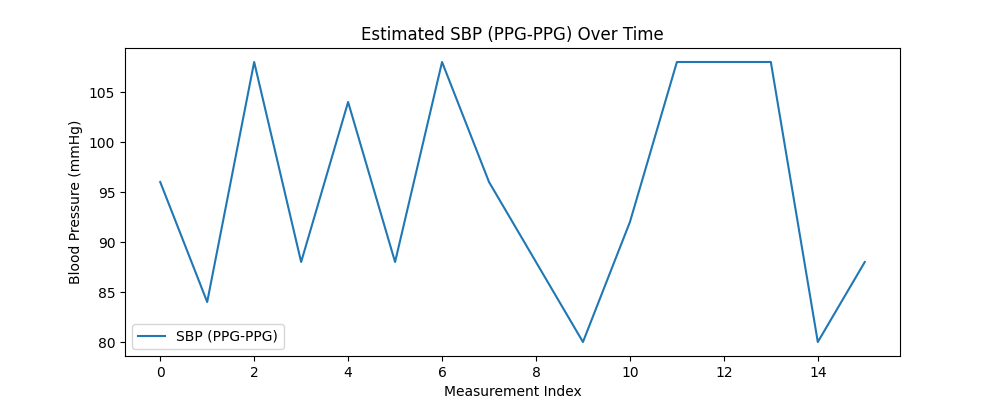 Estimated SBP (PPG-PPG) Over Time
Blood Pressure (mmHg)
105
100
95
90
85
80
SBP (PPG-PPG)
0 2 4 6 8 10 12 14
Measurement Index